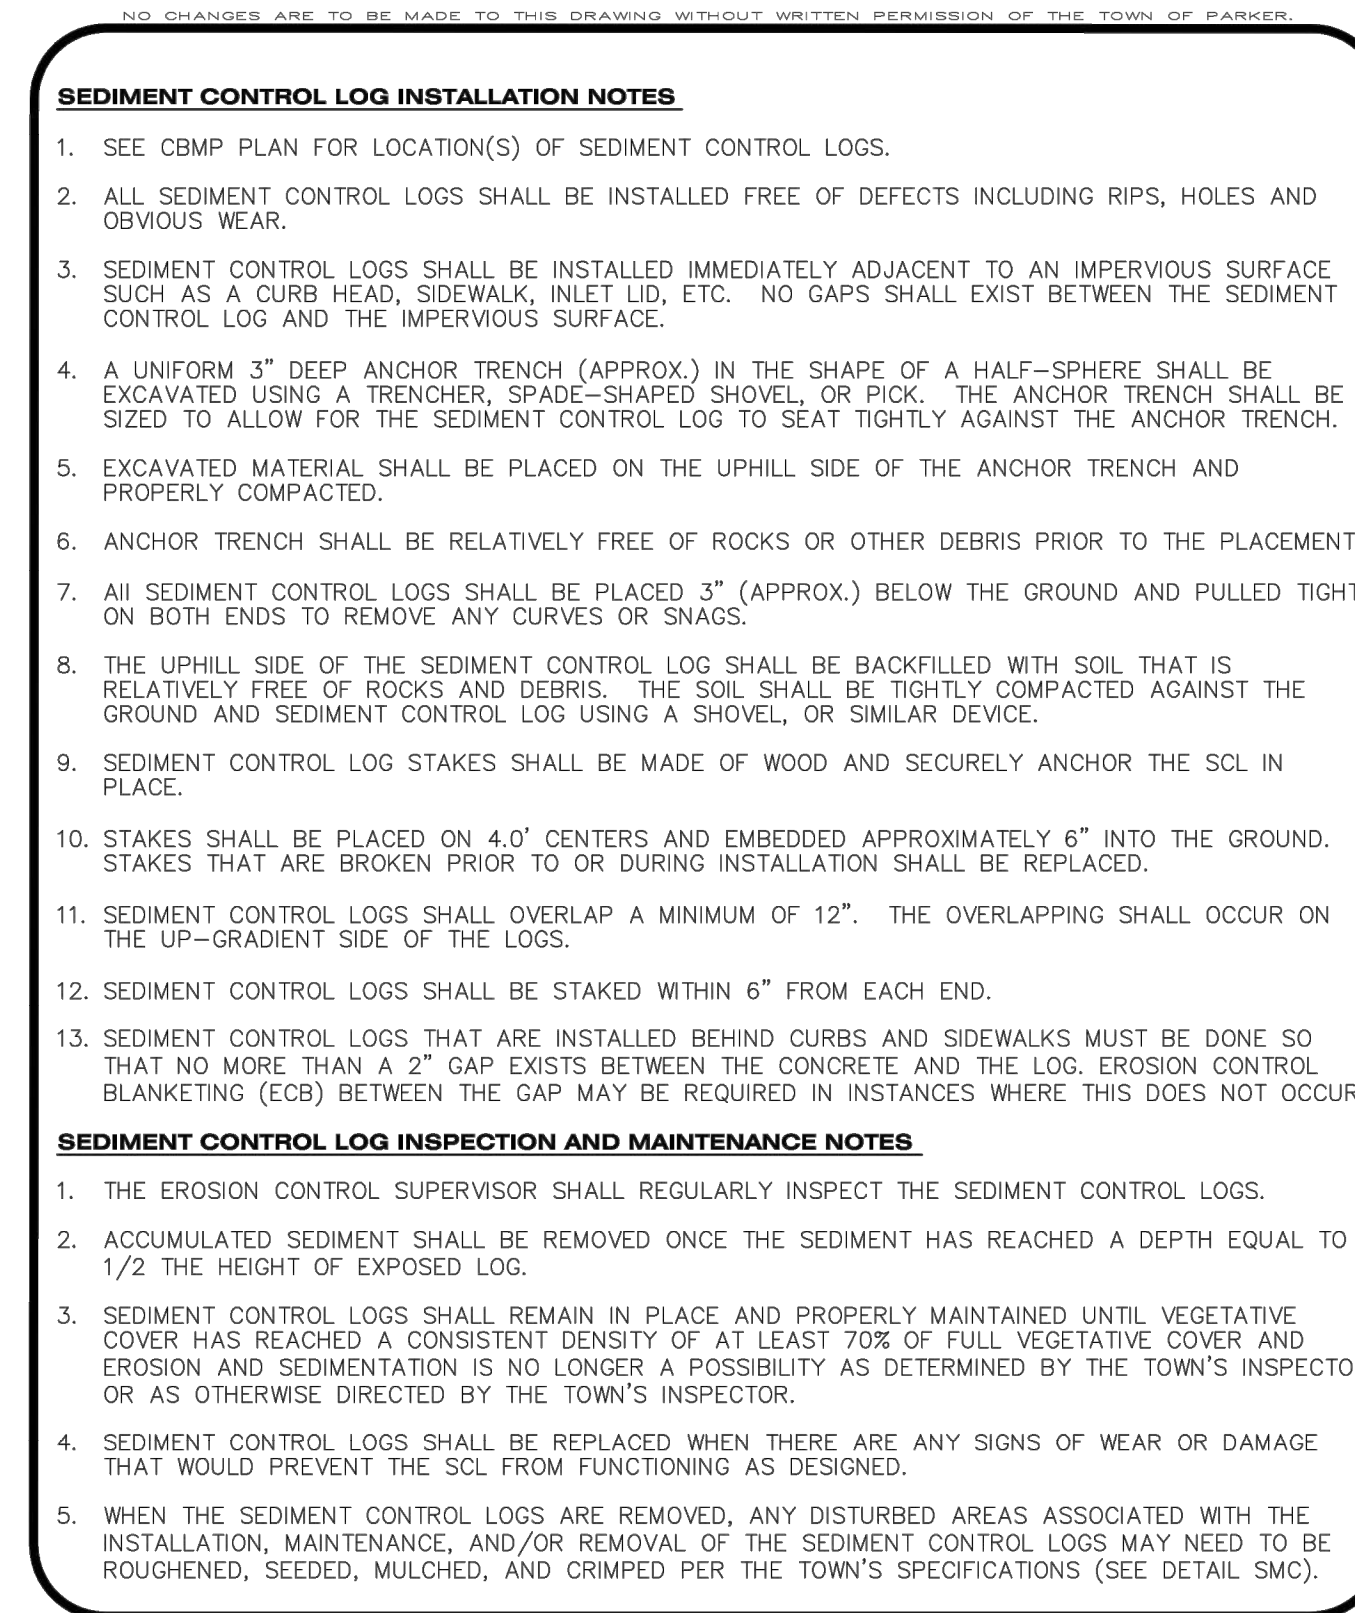 NO CHANGES ARE TO BE MADE TO THIS DRAWING WITHOUT WRITTEN PERMISSION OF THE TOWN OF PARKER.
SEDIMENT CONTROL LOG INSTALLATION NOTES
1. SEE CBMP PLAN FOR LOCATION(S) OF SEDIMENT CONTROL LOGS.
2. ALL SEDIMENT CONTROL LOGS SHALL BE INSTALLED FREE OF DEFECTS INCLUDING RIPS, HOLES AND
OBVIOUS WEAR.
3. SEDIMENT CONTROL LOGS SHALL BE INSTALLED IMMEDIATELY ADJACENT TO AN IMPERVIOUS SURFACE
SUCH AS A CURB HEAD, SIDEWALK, INLET LID, ETC. NO GAPS SHALL EXIST BETWEEN THE SEDIMENT
CONTROL LOG AND THE IMPERVIOUS SURFACE.
4. A UNIFORM 3" DEEP ANCHOR TRENCH (APPROX.) IN THE SHAPE OF A HALF-SPHERE SHALL BE
EXCAVATED USING A TRENCHER, SPADE-SHAPED SHOVEL, OR PICK. THE ANCHOR TRENCH SHALL BE
SIZED TO ALLOW FOR THE SEDIMENT CONTROL LOG TO SEAT TIGHTLY AGAINST THE ANCHOR TRENCH.
5. EXCAVATED MATERIAL SHALL BE PLACED ON THE UPHILL SIDE OF THE ANCHOR TRENCH AND
PROPERLY COMPACTED.
6. ANCHOR TRENCH SHALL BE RELATIVELY FREE OF ROCKS OR OTHER DEBRIS PRIOR TO THE PLACEMENT
7. All SEDIMENT CONTROL LOGS SHALL BE PLACED 3" (APPROX.) BELOW THE GROUND AND PULLED TIGHT
ON BOTH ENDS TO REMOVE ANY CURVES OR SNAGS.
8. THE UPHILL SIDE OF THE SEDIMENT CONTROL LOG SHALL BE BACKFILLED WITH SOIL THAT IS
RELATIVELY FREE OF ROCKS AND DEBRIS. THE SOIL SHALL BE TIGHTLY COMPACTED AGAINST THE
GROUND AND SEDIMENT CONTROL LOG USING A SHOVEL, OR SIMILAR DEVICE.
9. SEDIMENT CONTROL LOG STAKES SHALL BE MADE OF WOOD AND SECURELY ANCHOR THE SCL IN
PLACE.
10. STAKES SHALL BE PLACED ON 4.0' CENTERS AND EMBEDDED APPROXIMATELY 6" INTO THE GROUND.
STAKES THAT ARE BROKEN PRIOR TO OR DURING INSTALLATION SHALL BE REPLACED.
11. SEDIMENT CONTROL LOGS SHALL OVERLAP A MINIMUM OF 12". THE OVERLAPPING SHALL OCCUR ON
THE UP-GRADIENT SIDE OF THE LOGS.
12. SEDIMENT CONTROL LOGS SHALL BE STAKED WITHIN 6" FROM EACH END.
13. SEDIMENT CONTROL LOGS THAT ARE INSTALLED BEHIND CURBS AND SIDEWALKS MUST BE DONE SO
THAT NO MORE THAN A 2" GAP EXISTS BETWEEN THE CONCRETE AND THE LOG. EROSION CONTROL
BLANKETING (ECB) BETWEEN THE GAP MAY BE REQUIRED IN INSTANCES WHERE THIS DOES NOT OCCUR
SEDIMENT CONTROL LOG INSPECTION AND MAINTENANCE NOTES
1. THE EROSION CONTROL SUPERVISOR SHALL REGULARLY INSPECT THE SEDIMENT CONTROL LOGS.
2. ACCUMULATED SEDIMENT SHALL BE REMOVED ONCE THE SEDIMENT HAS REACHED A DEPTH EQUAL TO
1/2 THE HEIGHT OF EXPOSED LOG.
3. SEDIMENT CONTROL LOGS SHALL REMAIN IN PLACE AND PROPERLY MAINTAINED UNTIL VEGETATIVE
COVER HAS REACHED A CONSISTENT DENSITY OF AT LEAST 70% OF FULL VEGETATIVE COVER AND
EROSION AND SEDIMENTATION IS NO LONGER A POSSIBILITY AS DETERMINED BY THE TOWN'S INSPECTO
OR AS OTHERWISE DIRECTED BY THE TOWN'S INSPECTOR.
4. SEDIMENT CONTROL LOGS SHALL BE REPLACED WHEN THERE ARE ANY SIGNS OF WEAR OR DAMAGE
THAT WOULD PREVENT THE SCL FROM FUNCTIONING AS DESIGNED.
5. WHEN THE SEDIMENT CONTROL LOGS ARE REMOVED, ANY DISTURBED AREAS ASSOCIATED WITH THE
INSTALLATION, MAINTENANCE, AND/OR REMOVAL OF THE SEDIMENT CONTROL LOGS MAY NEED TO BE
ROUGHENED, SEEDED, MULCHED, AND CRIMPED PER THE TOWN'S SPECIFICATIONS (SEE DETAIL SMC).